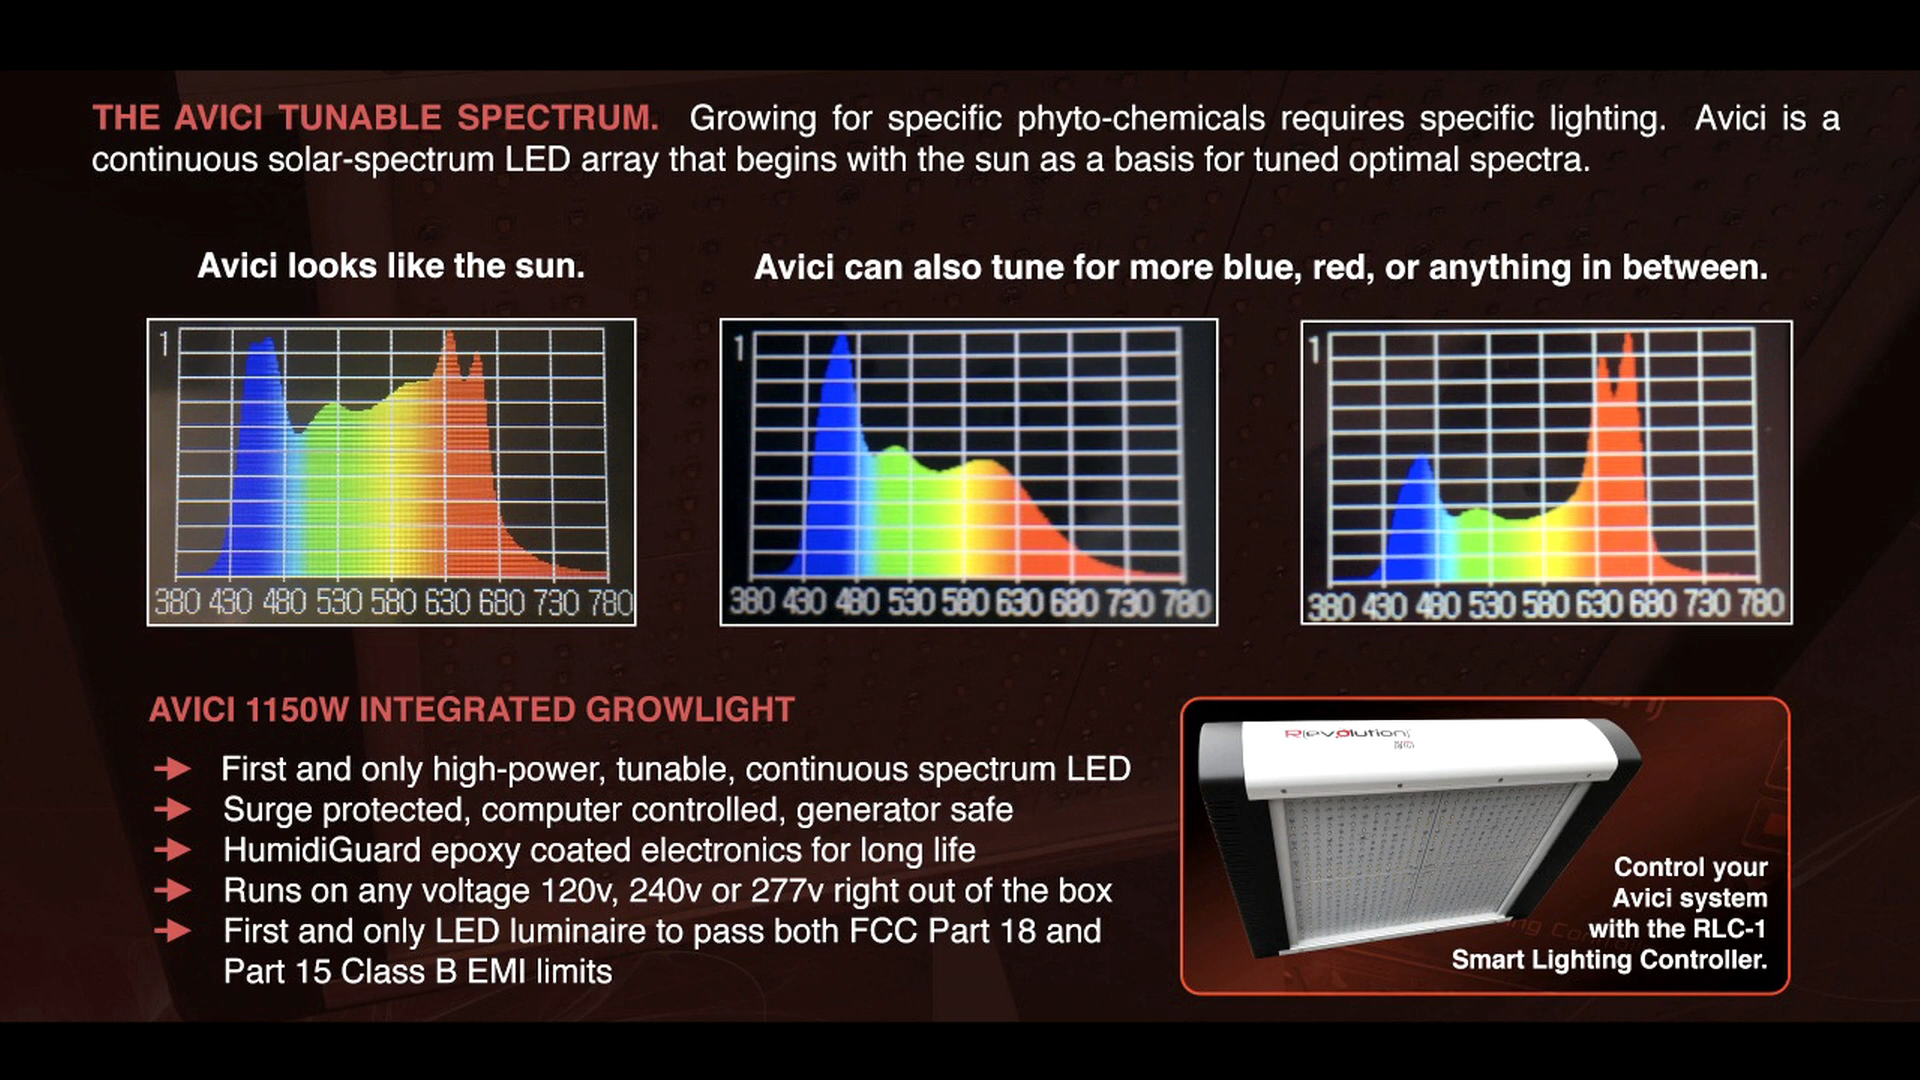 THE AVICI TUNABLE SPECTRUM. Growing for specific phyto-chemicals requires specific lighting. Avici is a
continuous solar-spectrum LED array that begins with the sun as a basis for tuned optimal spectra.
Avici looks like the sun.
Avici can also tune for more blue, red, or anything in between.
1
380 430 480 530 580 630 680 730 780
1
380 430 480 530 580 630 680 730 780
1
380 430 480 530 580 630 680 730 780
AVICI 1150W INTEGRATED GROWLIGHT
First and only high-power, tunable, continuous spectrum LED
Surge protected, computer controlled, generator safe
HumidiGuard epoxy coated electronics for long life
Runs on any voltage 120v, 240v or 277v right out of the box
First and only LED luminaire to pass both FCC Part 18 and
Part 15 Class B EMI limits
R(evolution)
Control your
Avici system
with the RLC-1
Smart Lighting Controller.